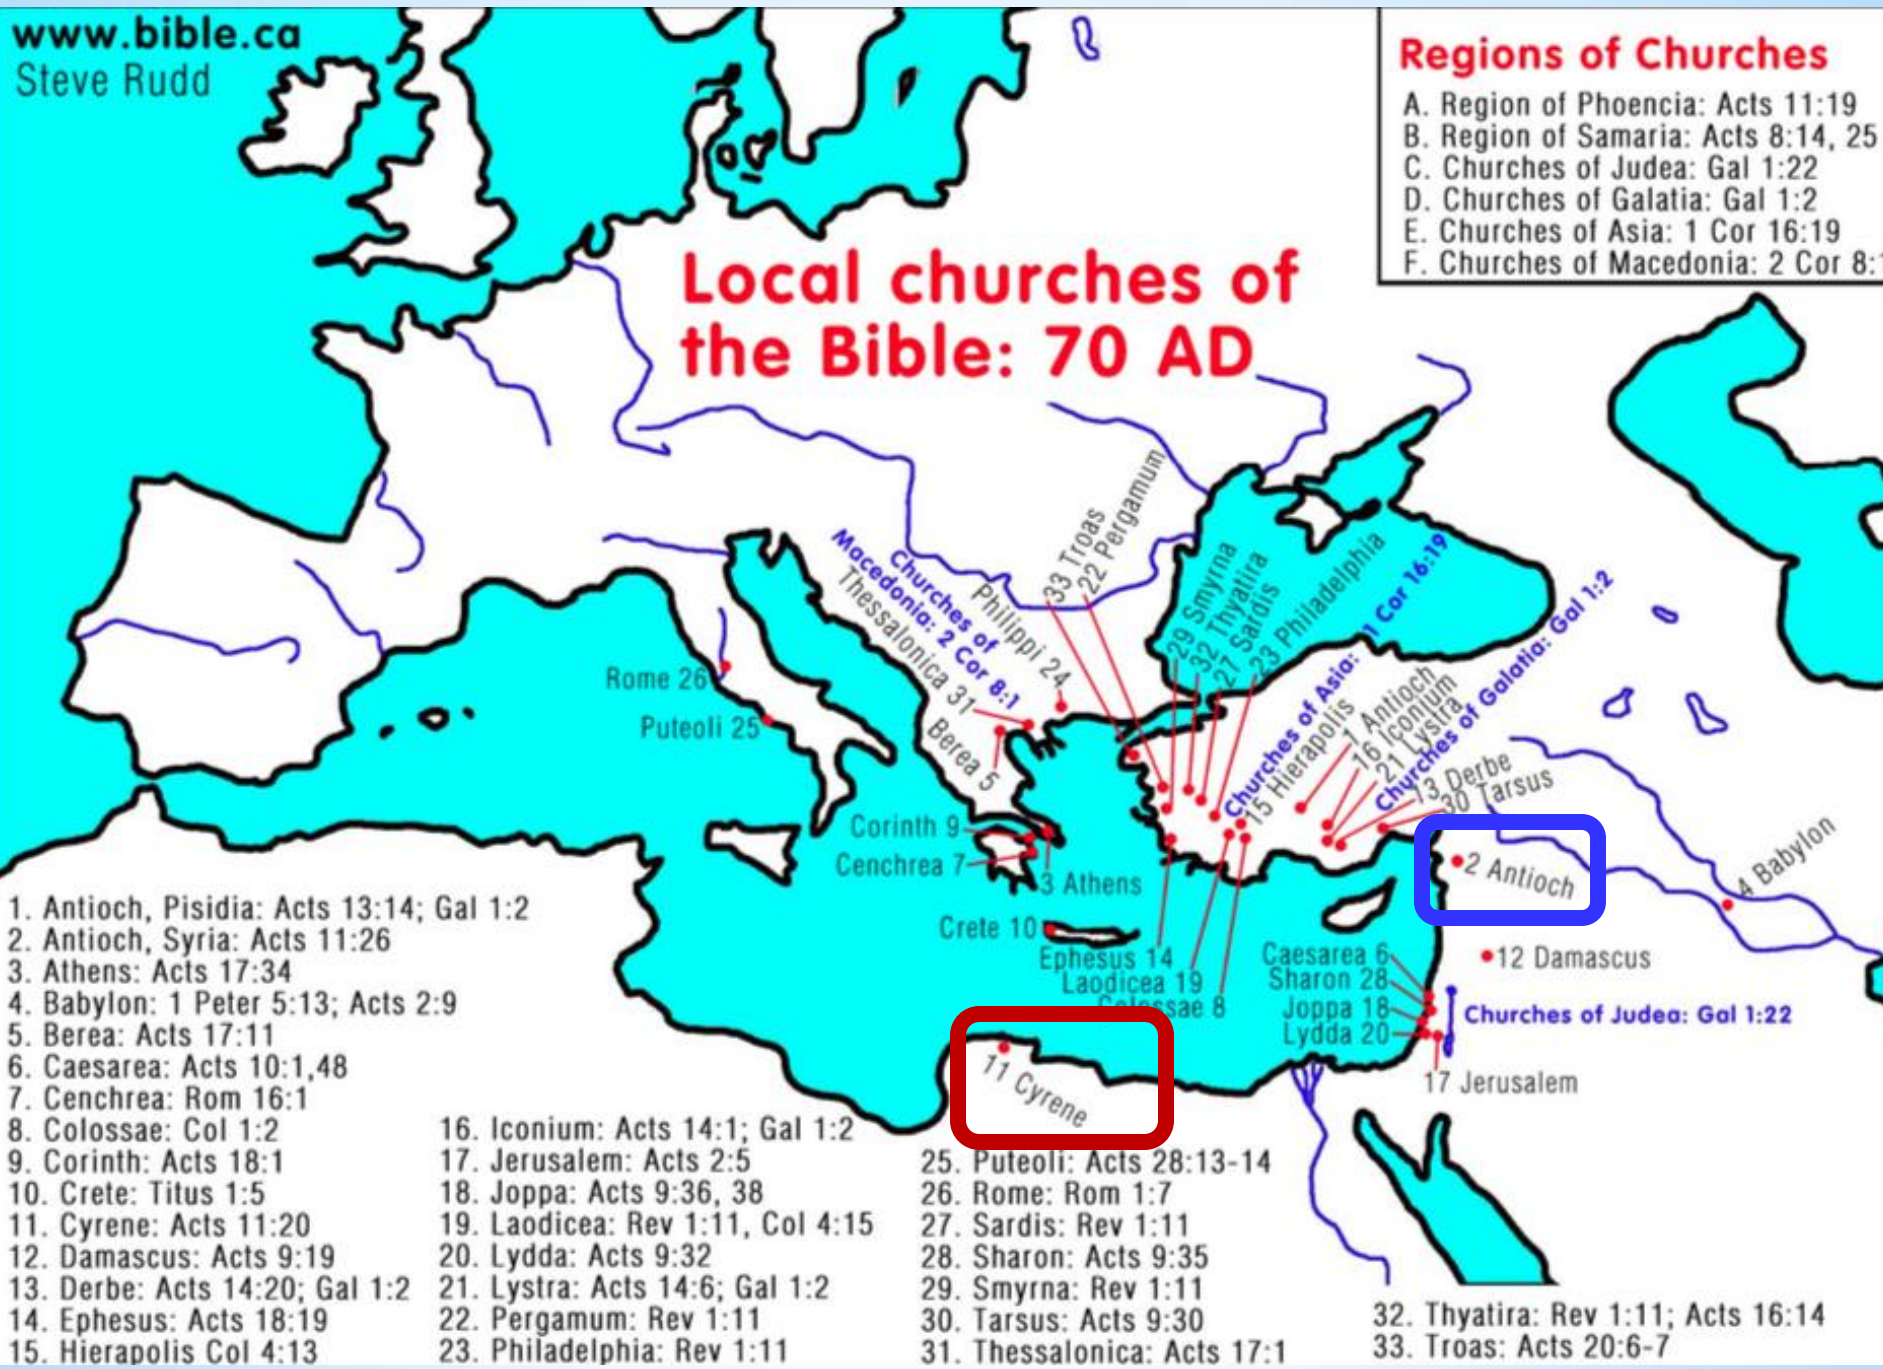 www.bible.ca
Steve Rudd
Regions of Churches
A. Region of Phoencia: Acts 11:19
B. Region of Samaria: Acts 8:14, 25
C. Churches of Judea: Gal 1:22
D. Churches of Galatia: Gal 1:2
E. Churches of Asia: 1 Cor 16:19
F. Churches of Macedonia: 2 Cor 8:
Local churches of
the Bible: 70 AD
33 Troas
22 Pergamum
Churches of
Macedonia: 2 Cor 8:1
Thessalonica 31
Philippi 24
Berea 5
29 Smyrna
32 Thyatira
27 Sardis
23 Philadelphia
Churches of Asia: 1 Cor 16:19
15 Hierapolis
1 Antioch
16 Iconium
21 Lystra
Churches of Galatia: Gal 1:2
13 Derbe
30 Tarsus
Rome 26
Puteoli 25
Corinth 9
Cenchrea 7
3 Athens
Crete 10
Ephesus 14
Laodicea 19
sae 8
2 Antioch
4 Babylon
12 Damascus
Caesarea 6
Sharon 28
Joppa 18
Lydda 20
Churches of Judea: Gal 1:22
17 Jerusalem
11 Cyrene
1. Antioch, Pisidia: Acts 13:14; Gal 1:2
2. Antioch, Syria: Acts 11:26
3. Athens: Acts 17:34
4. Babylon: 1 Peter 5:13; Acts 2:9
5. Berea: Acts 17:11
6. Caesarea: Acts 10:1,48
7. Cenchrea: Rom 16:1
8. Colossae: Col 1:2
9. Corinth: Acts 18:1
10. Crete: Titus 1:5
11. Cyrene: Acts 11:20
12. Damascus: Acts 9:19
13. Derbe: Acts 14:20; Gal 1:2
14. Ephesus: Acts 18:19
15. Hierapolis Col 4:13
16. Iconium: Acts 14:1; Gal 1:2
17. Jerusalem: Acts 2:5
18. Joppa: Acts 9:36, 38
19. Laodicea: Rev 1:11, Col 4:15
20. Lydda: Acts 9:32
21. Lystra: Acts 14:6; Gal 1:2
22. Pergamum: Rev 1:11
23. Philadelphia: Rev 1:11
25. Puteoli: Acts 28:13-14
26. Rome: Rom 1:7
27. Sardis: Rev 1:11
28. Sharon: Acts 9:35
29. Smyrna: Rev 1:11
30. Tarsus: Acts 9:30
31. Thessalonica: Acts 17:1
32. Thyatira: Rev 1:11; Acts 16:14
33. Troas: Acts 20:6-7